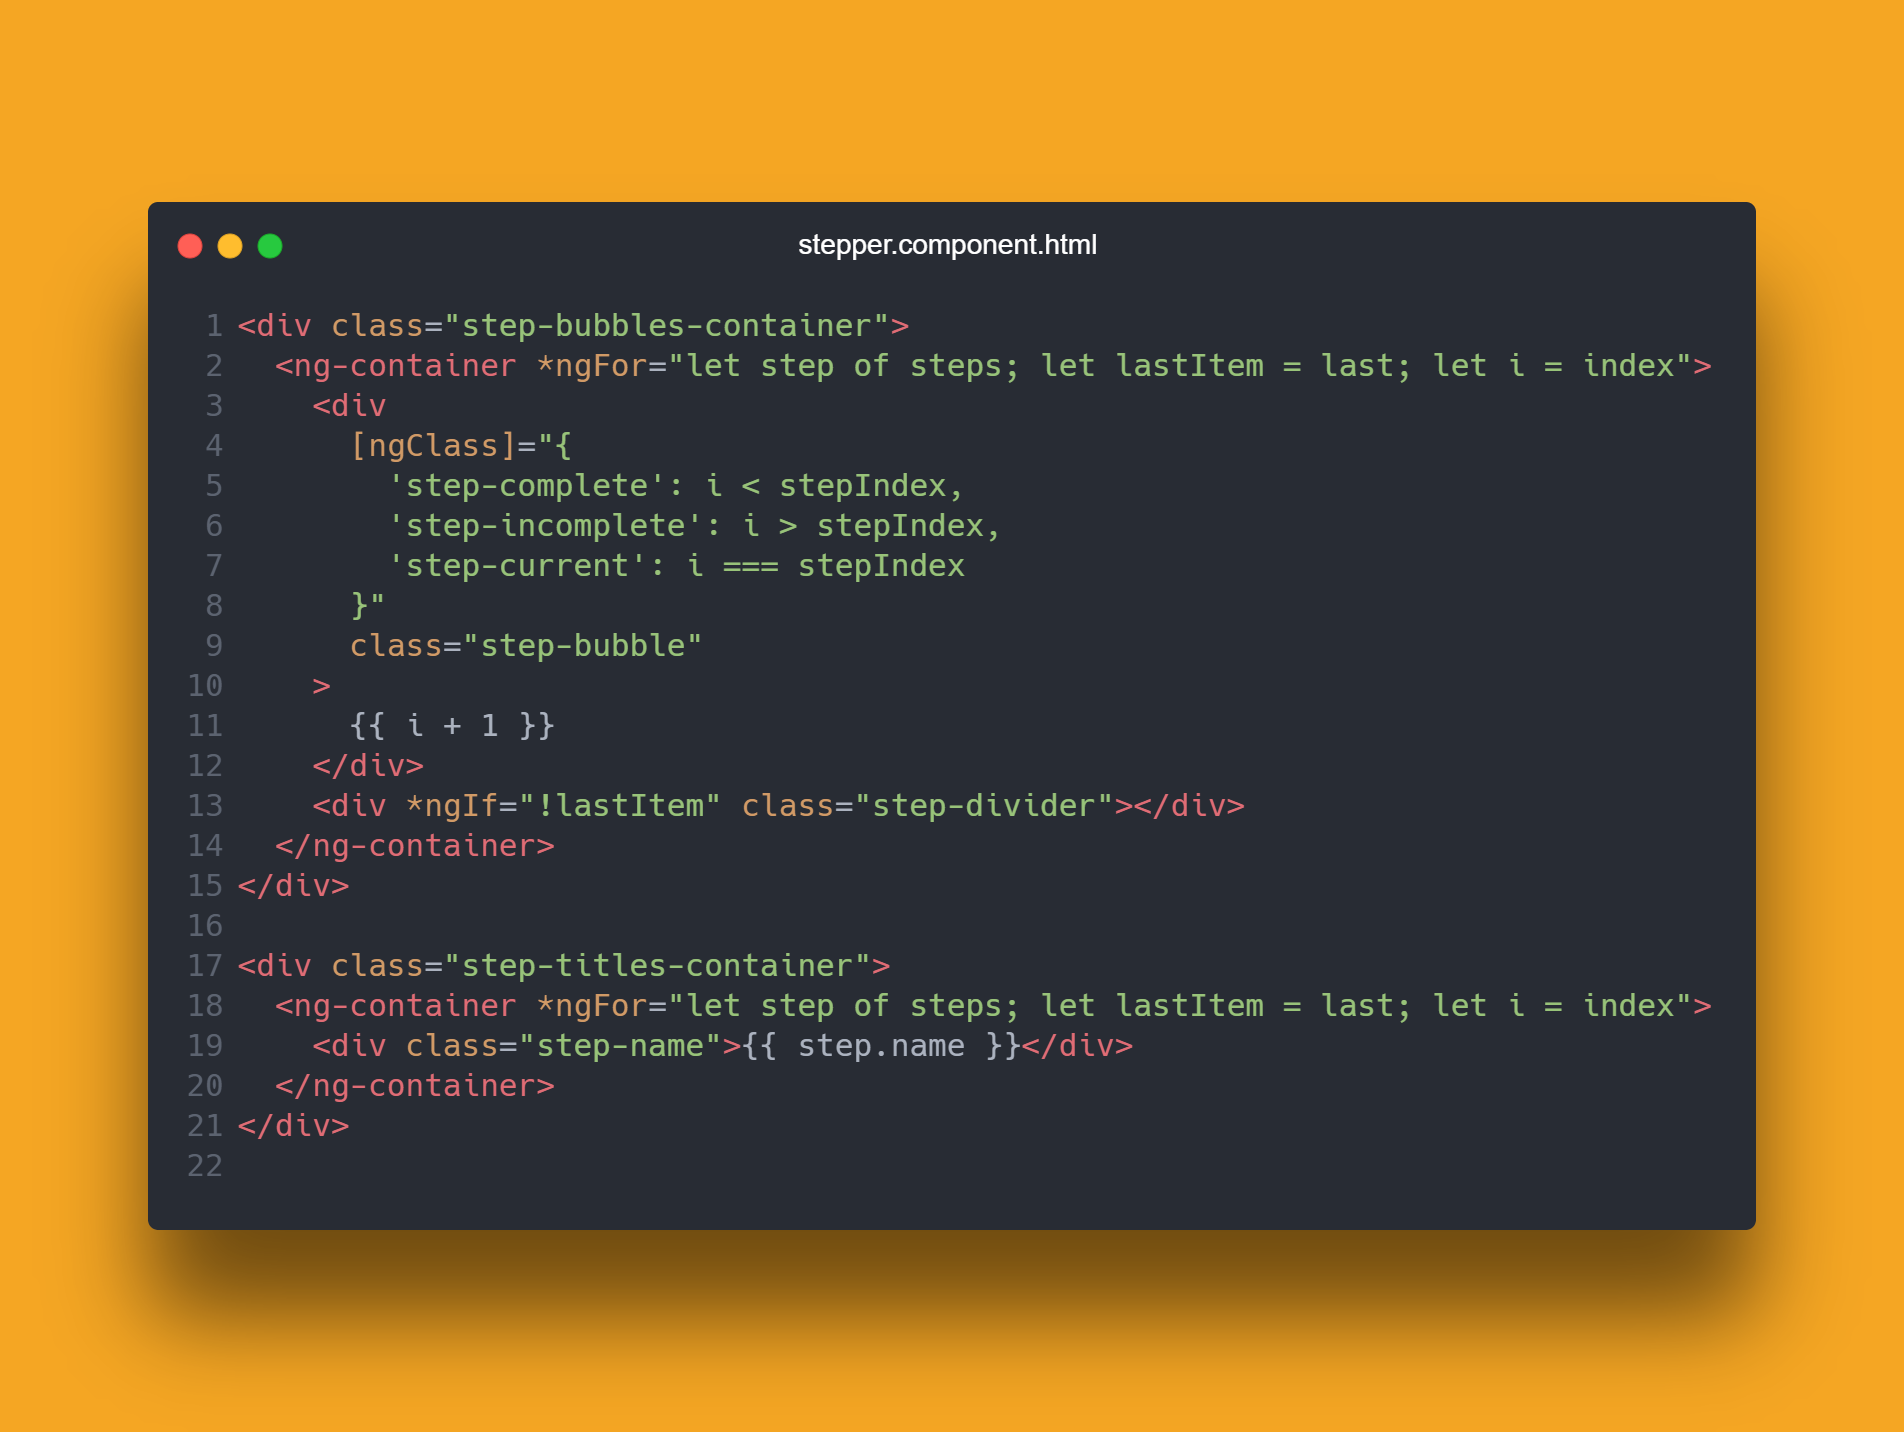 stepper.component.html
1 <div class="step-bubbles-container">
2   <ng-container *ngFor="let step of steps; let lastItem = last; let i = index">
3     <div
4       [ngClass]="{
5         'step-complete': i < stepIndex,
6         'step-incomplete': i > stepIndex,
7         'step-current': i === stepIndex
8       }"
9       class="step-bubble"
10     >
11       {{ i + 1 }}
12     </div>
13     <div *ngIf="!lastItem" class="step-divider"></div>
14   </ng-container>
15 </div>
16
17 <div class="step-titles-container">
18   <ng-container *ngFor="let step of steps; let lastItem = last; let i = index">
19     <div class="step-name">{{ step.name }}</div>
20   </ng-container>
21 </div>
22